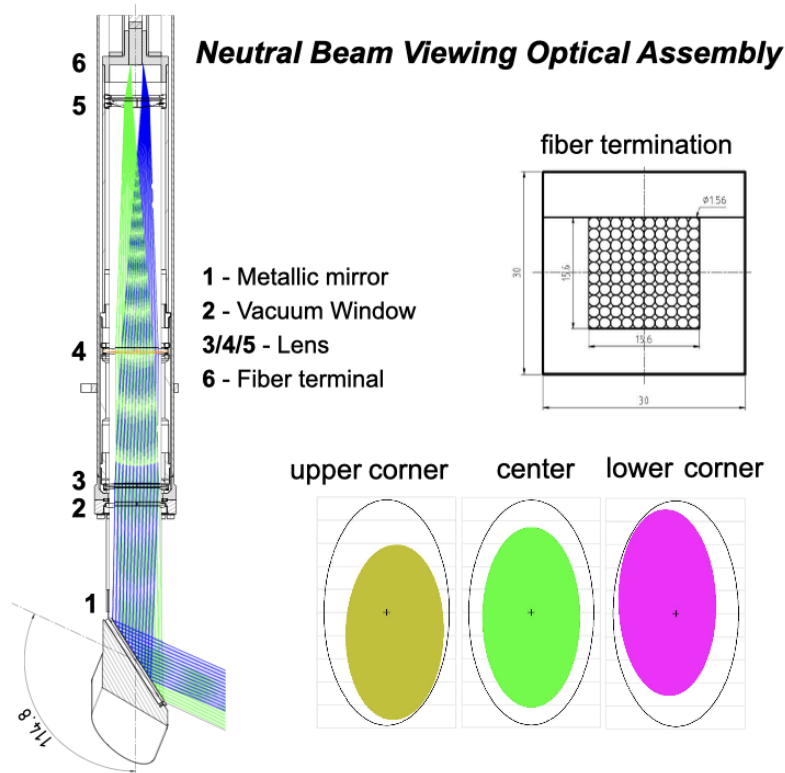 Neutral Beam Viewing Optical Assembly
6
5
fiber termination
Ø1.56
30
15.6
15.6
30
1 - Metallic mirror
2 - Vacuum Window
3/4/5 - Lens
6 - Fiber terminal
4
3
2
1
114.8
upper corner
center
lower corner